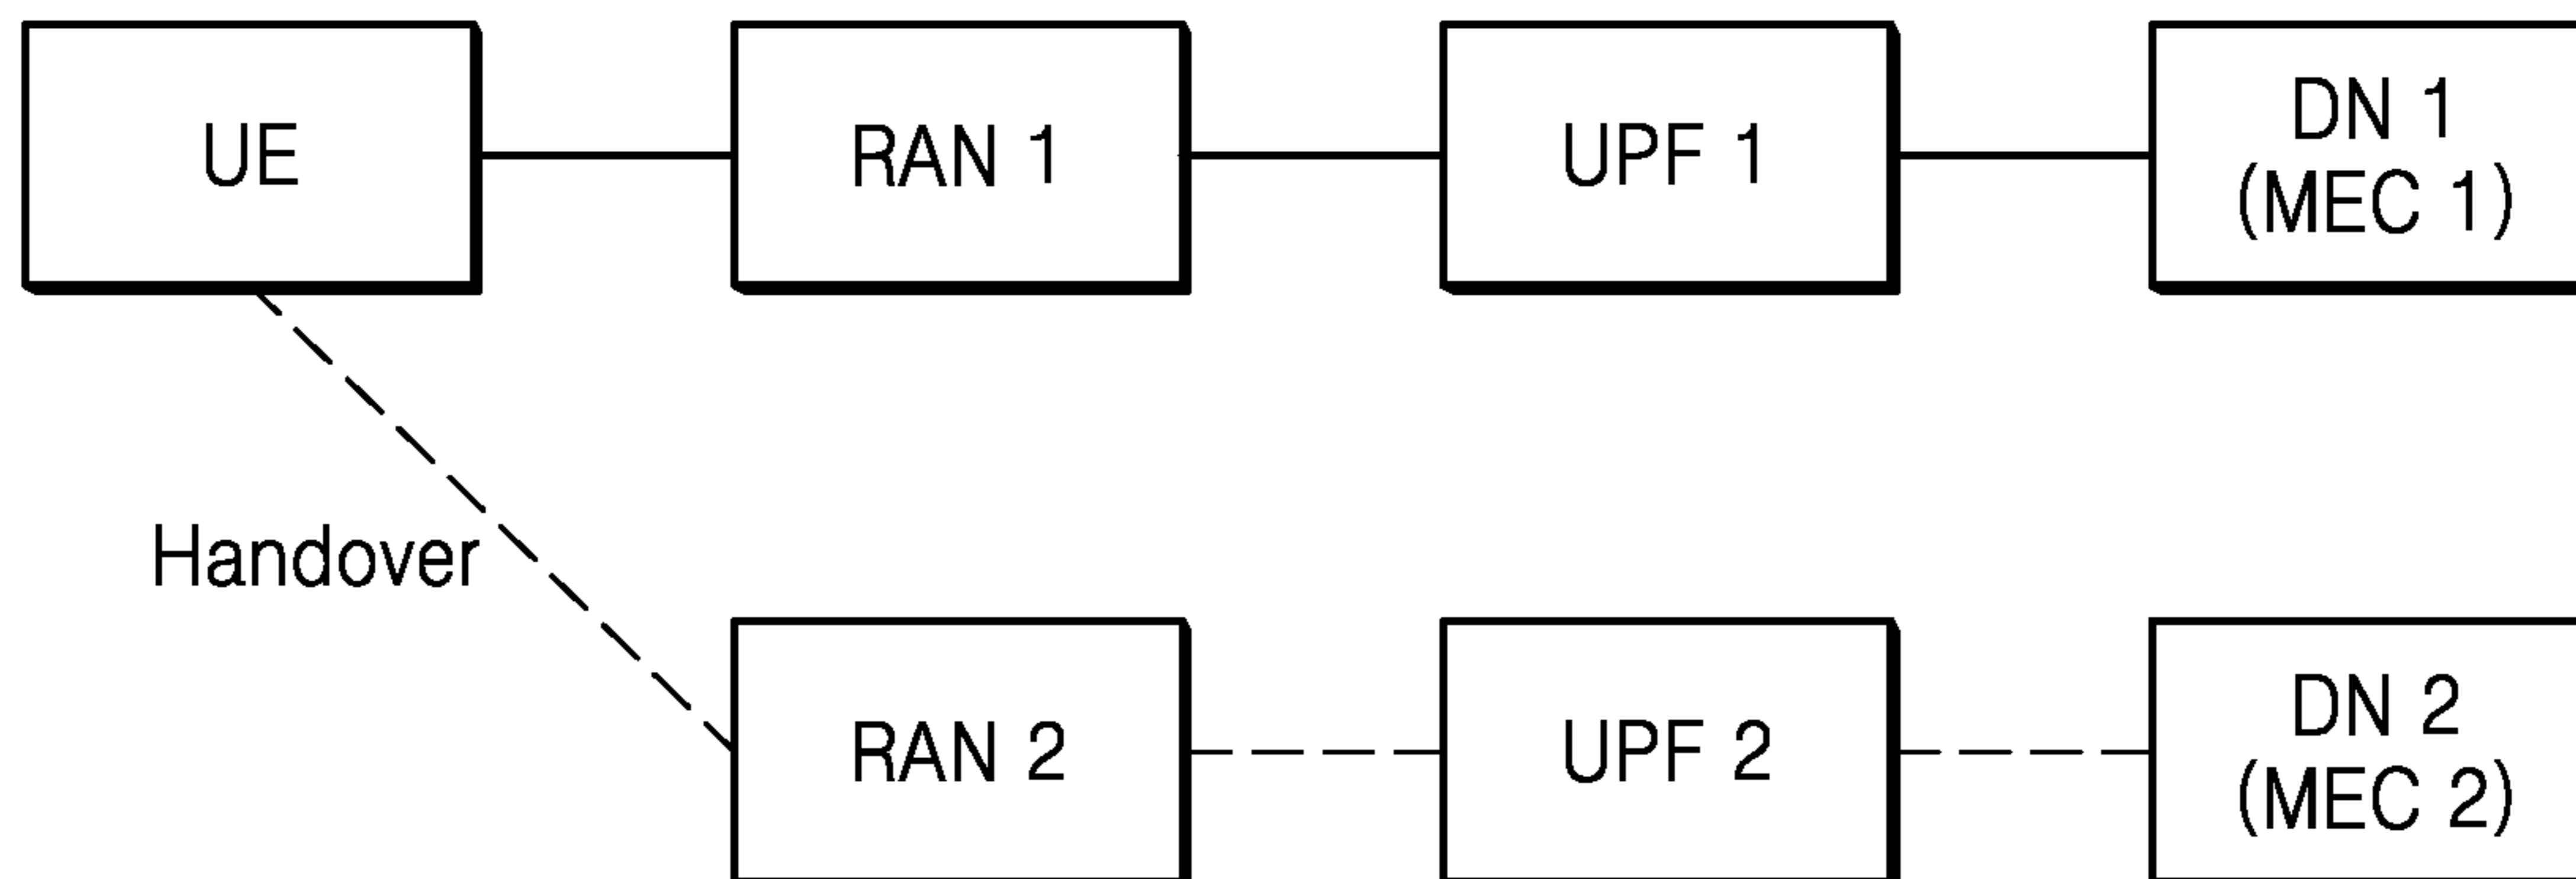 UE
RAN 1
UPF 1
DN 1
(MEC 1)
Handover
RAN 2
UPF 2
DN 2
(MEC 2)